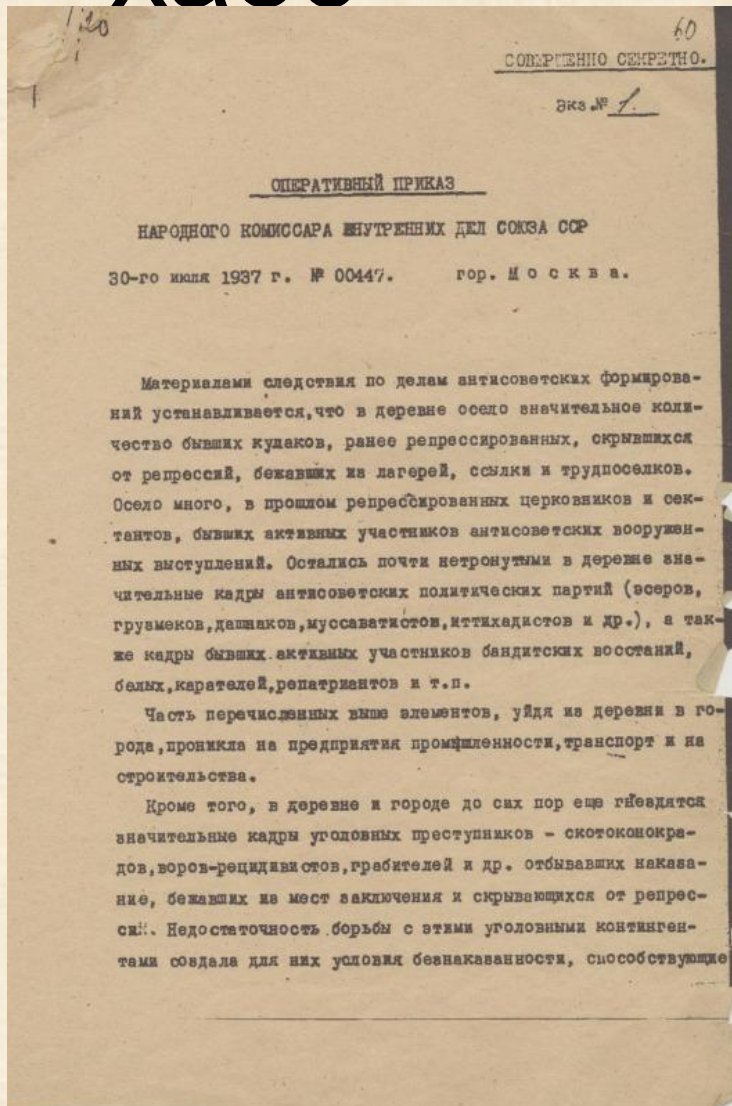 20
60
СОВЕРШЕННО СЕКРЕТНО.
Экз.№ 1.
ОПЕРАТИВНЫЙ ПРИКАЗ
НАРОДНОГО КОМИССАРА ВНУТРЕННИХ ДЕЛ СОЮЗА ССР
30-го июля 1937 г. № 00447. гор. М о с к в а.
Материалами следствия по делам антисоветских формирова-
ний устанавливается,что в деревне осело значительное коли-
чество бывших кулаков, ранее репрессированных, скрывшихся
от репрессий, бежавших из лагерей, ссылки и трудпоселков.
Осело много, в прошлом репрессированных церковников и сек-
тантов, бывших активных участников антисоветских вооружен-
ных выступлений. Остались почти нетронутыми в деревне зна-
чительные кадры антисоветских политических партий (эсеров,
грузмеков,дашнаков,муссаватистов,иттихадистов и др.), а так-
же кадры бывших активных участников бандитских восстаний,
белых,карателей,репатриантов и т.п.
Часть перечисленных выше элементов, уйдя из деревни в го-
рода,проникла на предприятия промышленности,транспорт и на
строительства.
Кроме того, в деревне и городе до сих пор еще гнездятся
значительные кадры уголовных преступников - скотоконокра-
дов,воров-рецидивистов,грабителей и др. отбывавших наказа-
ние, бежавших из мест заключения и скрывающихся от репрес-
сий. Недостаточность борьбы с этими уголовными континген-
тами создала для них условия безнаказанности, способствующие